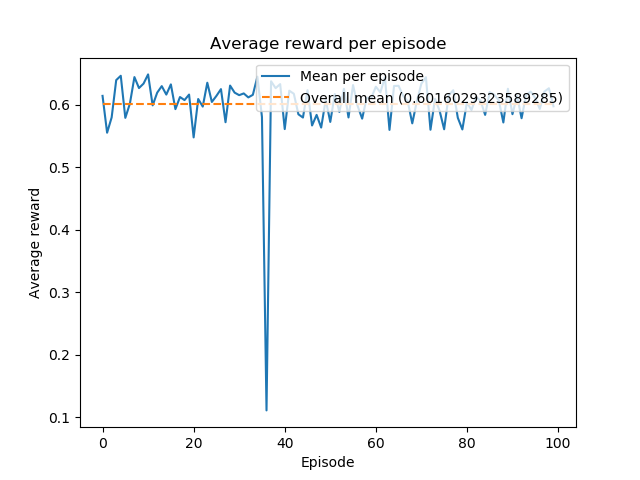 Average reward per episode
Mean per episode
Overall mean (0.6016029323589285)
0.6
0.5
0.4
0.3
0.2
0.1
Average reward
0 20 40 60 80 100
Episode